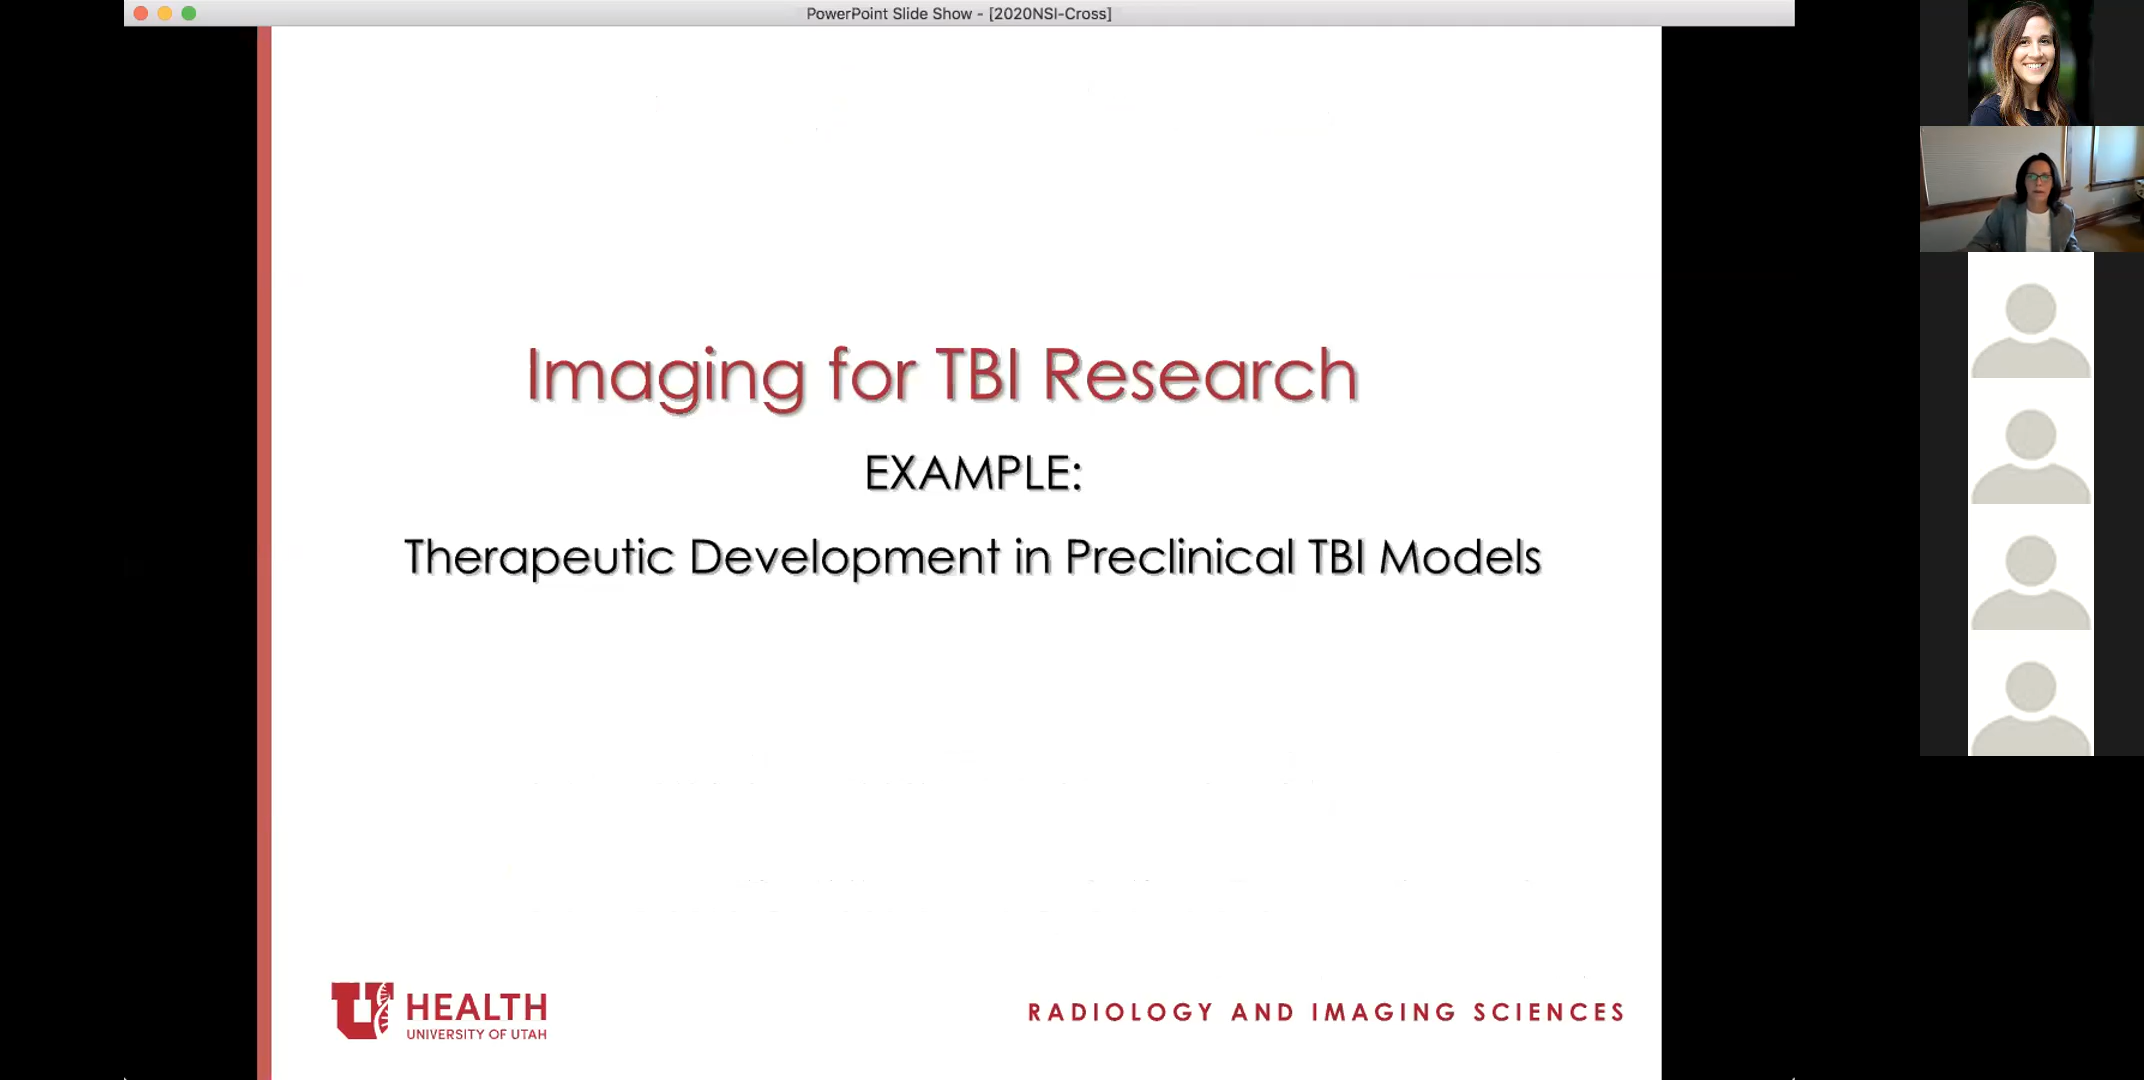 PowerPoint Slide Show - [2020NSI-Cross]
Imaging for TBI Research
EXAMPLE:
Therapeutic Development in Preclinical TBI Models
U HEALTH
UNIVERSITY OF UTAH
RADIOLOGY AND IMAGING SCIENCES